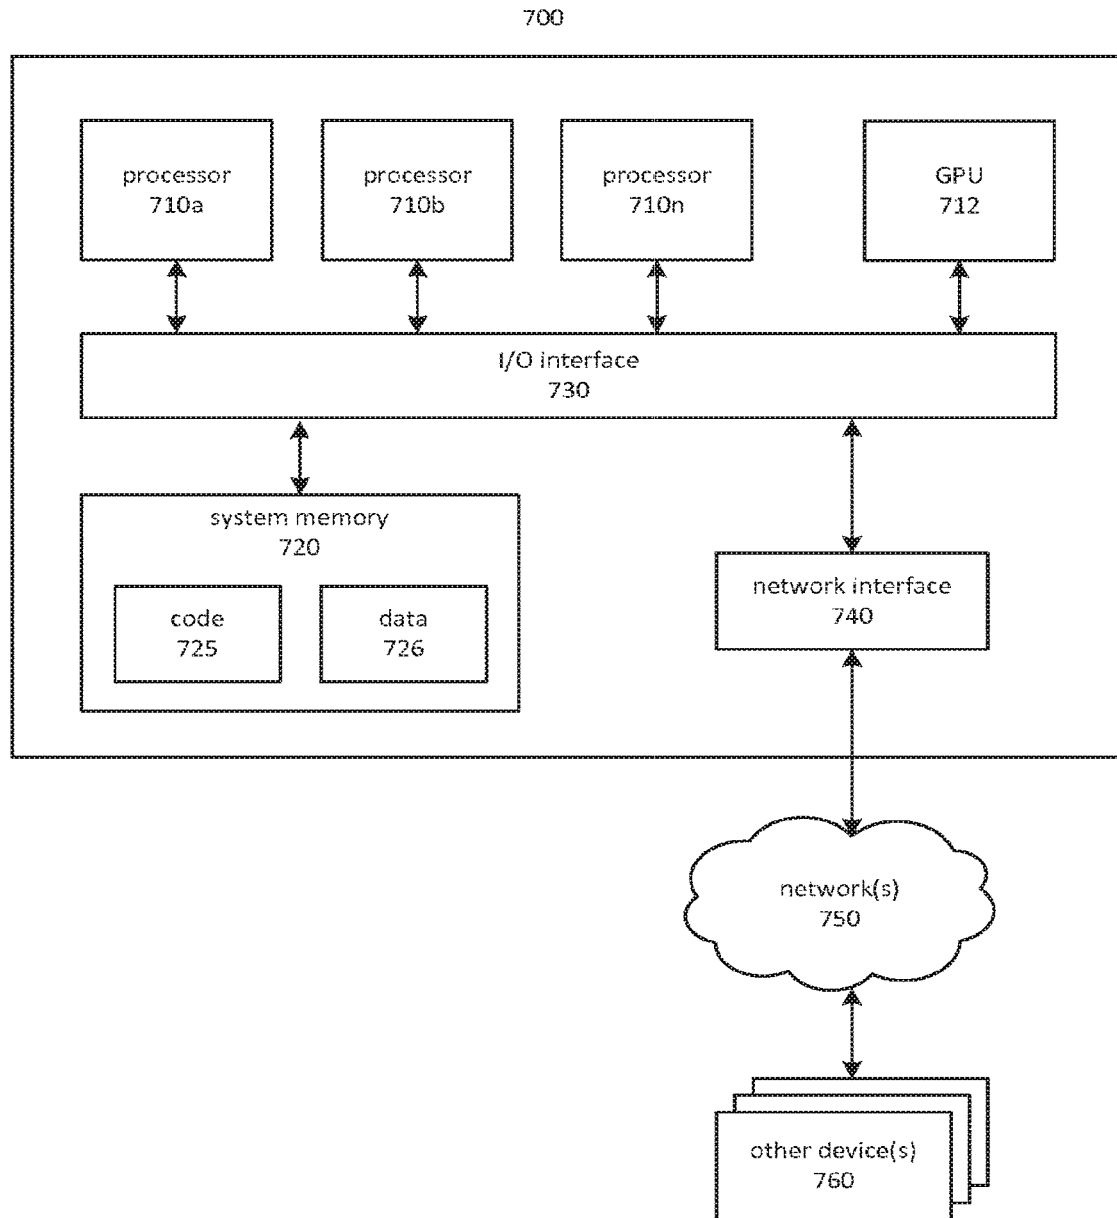 700
processor
710a
processor
710b
processor
710n
GPU
712
I/O interface
730
system memory
720
code
725
data
726
network interface
740
network(s)
750
other device(s)
760